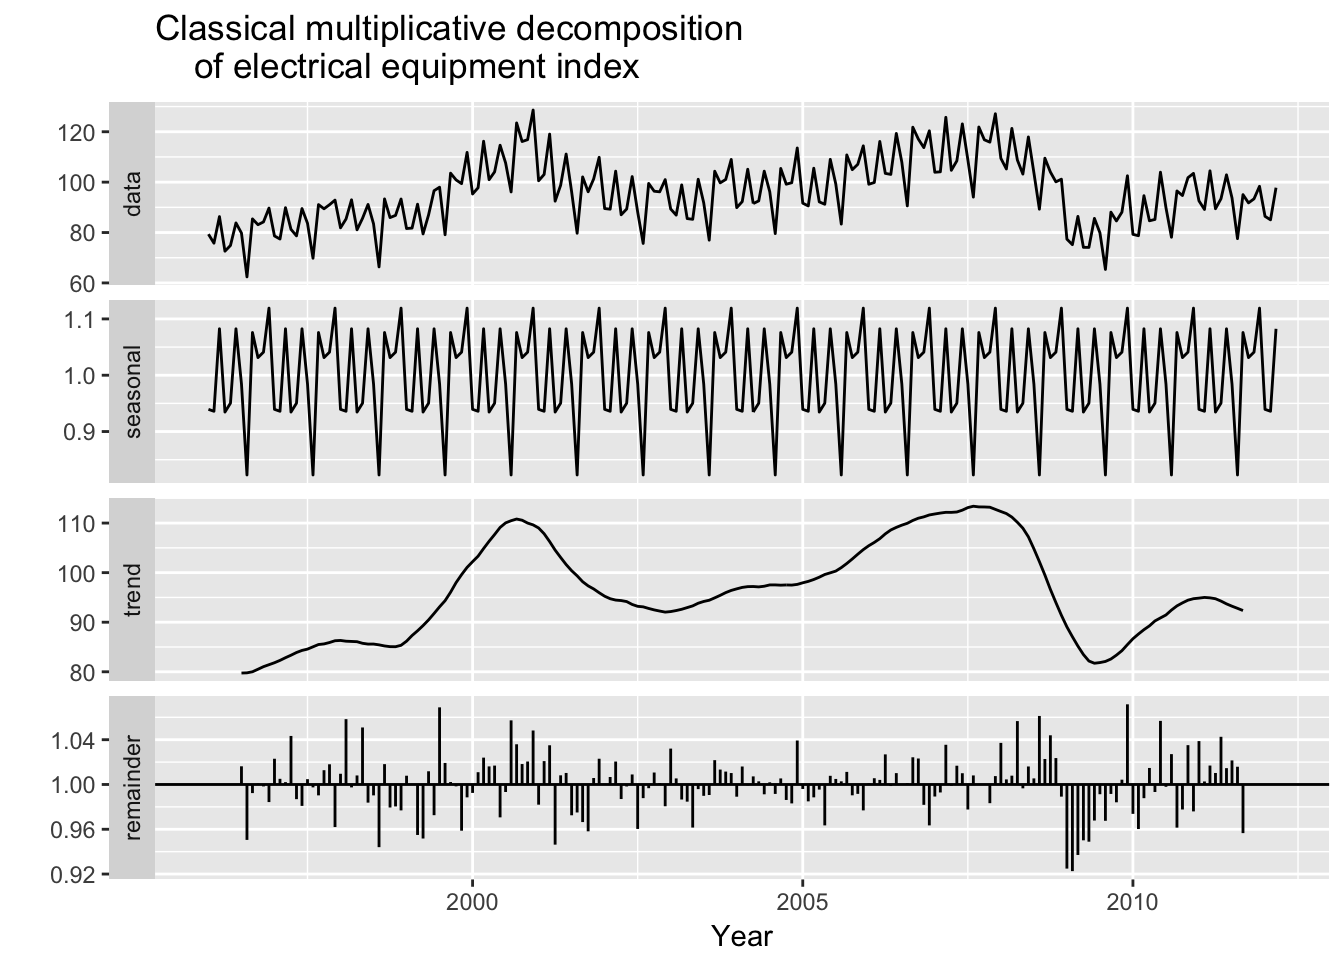 Classical multiplicative decomposition
of electrical equipment index
120
100
80
60
data
1.1
1.0
0.9
seasonal
110
100
90
80
trend
1.04
1.00
0.96
0.92
remainder
2000 2005 2010
Year